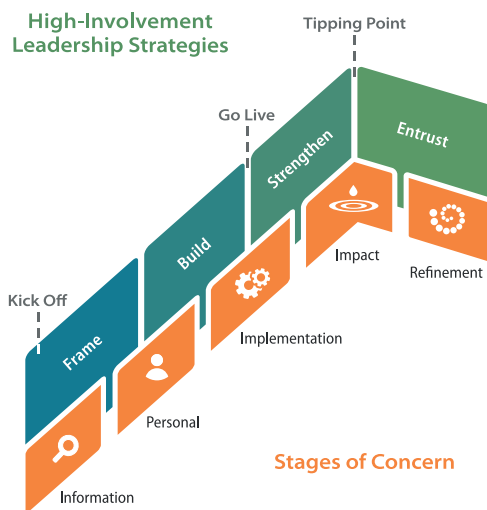 High-Involvement
Leadership Strategies
Tipping Point
Go Live
Kick Off
Frame
Build
Strengthen
Entrust
Information
Personal
Implementation
Impact
Refinement
Stages of Concern